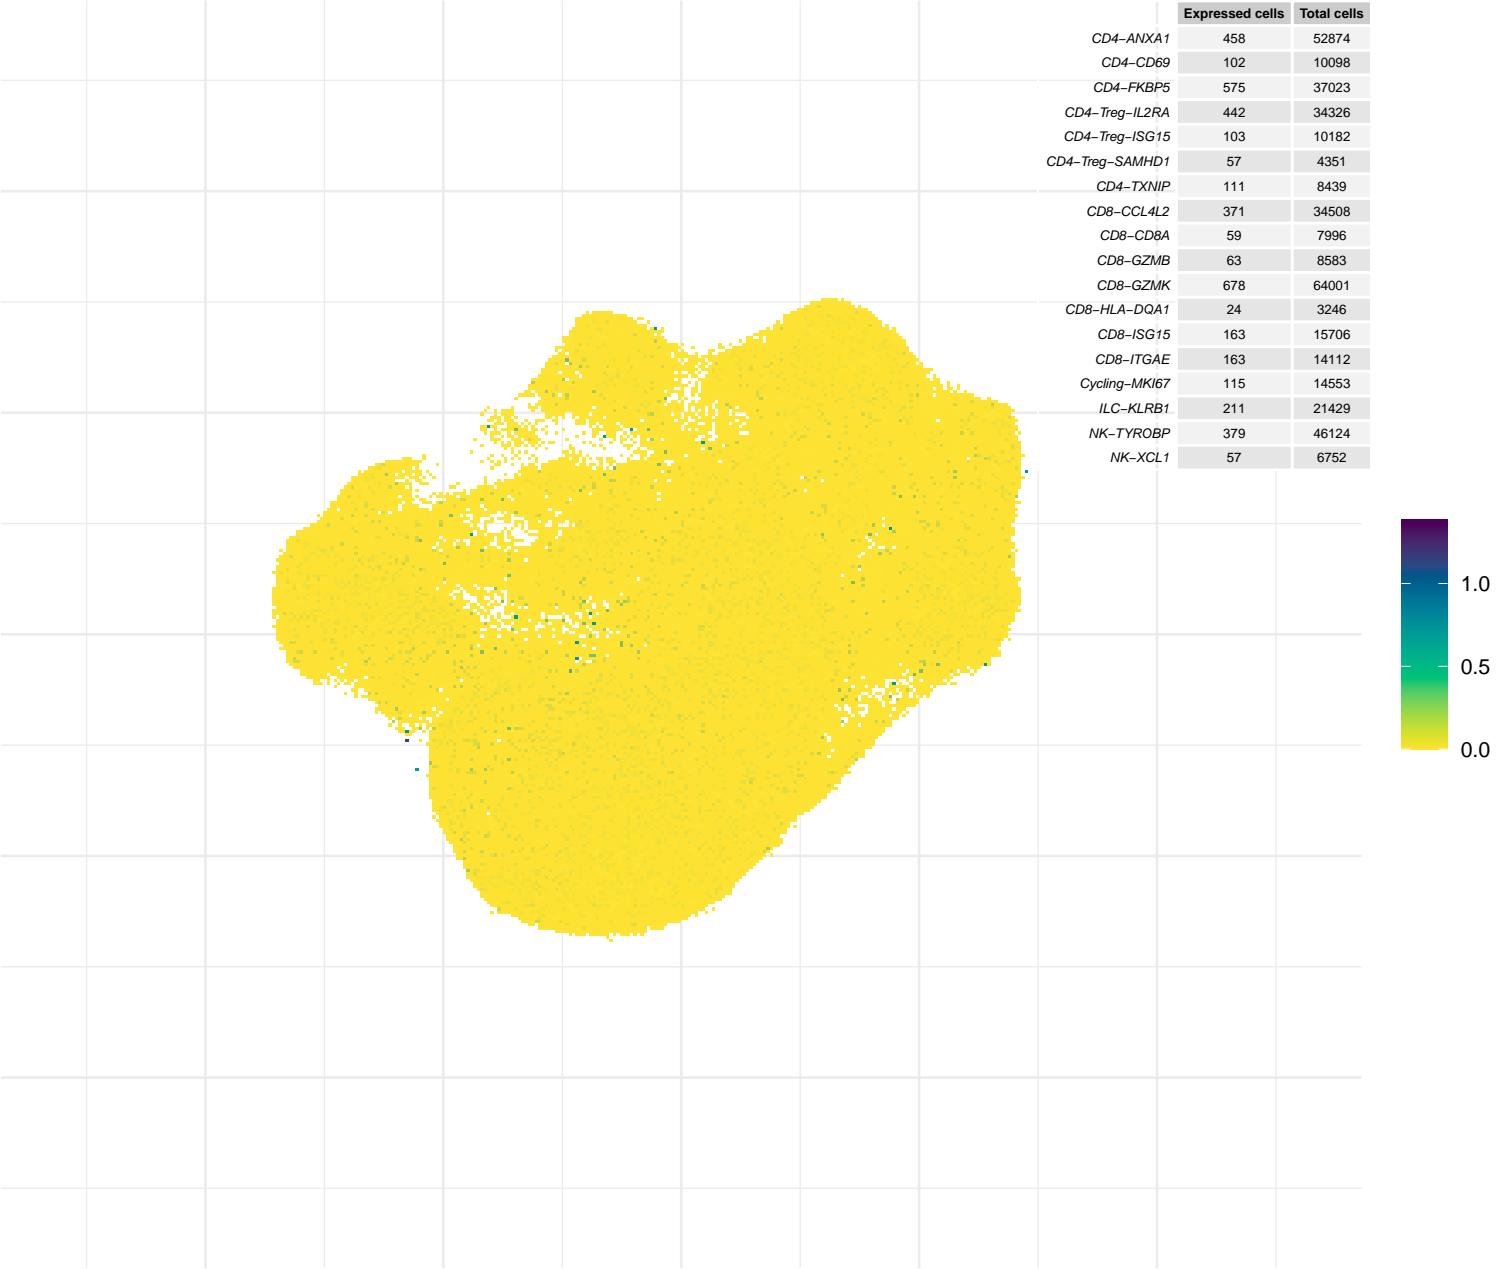 Expressed cells Total cells
CD4−ANXA1 458 52874
CD4−CD69 102 10098
CD4−FKBP5 575 37023
CD4−Treg−IL2RA 442 34326
CD4−Treg−ISG15 103 10182
CD4−Treg−SAMHD1 57 4351
CD4−TXNIP 111 8439
CD8−CCL4L2 371 34508
CD8−CD8A 59 7996
CD8−GZMB 63 8583
CD8−GZMK 678 64001
CD8−HLA−DQA1 24 3246
CD8−ISG15 163 15706
CD8−ITGAE 163 14112
Cycling−MKI67 115 14553
ILC−KLRB1 211 21429
NK−TYROBP 379 46124
NK−XCL1 57 6752
1.0
0.5
0.0